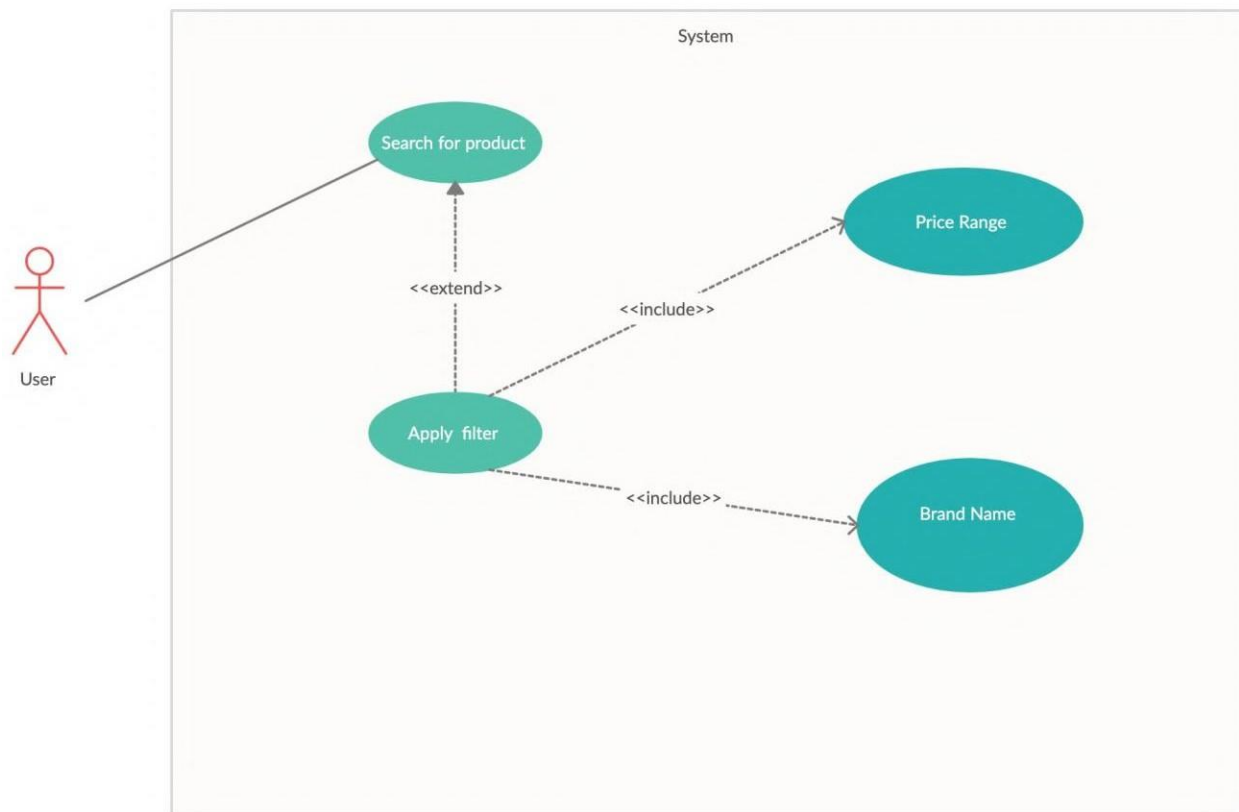 System
Search for product
Price Range
<<extend>>
<<include>>
User
Apply filter
<<include>>
Brand Name